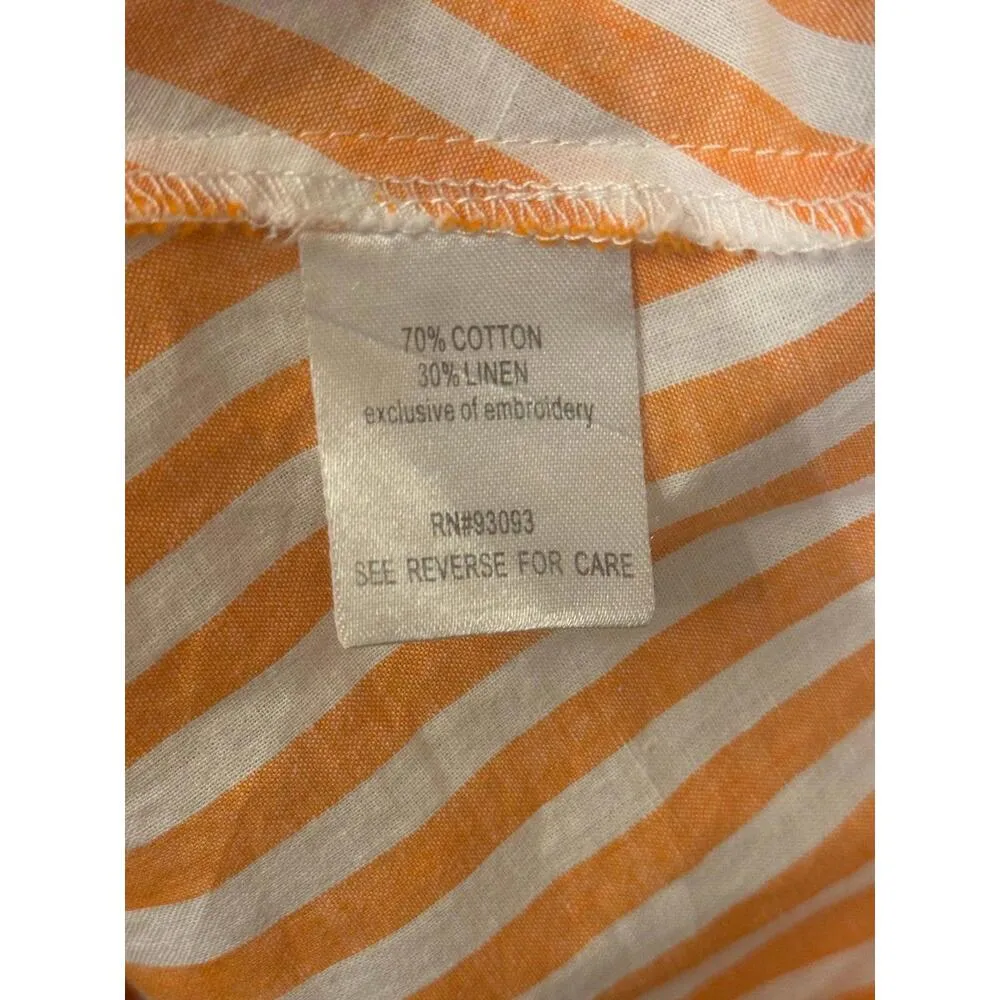 70% COTTON
30% LINEN
exclusive of embroidery
RN#93093
SEE REVERSE FOR CARE